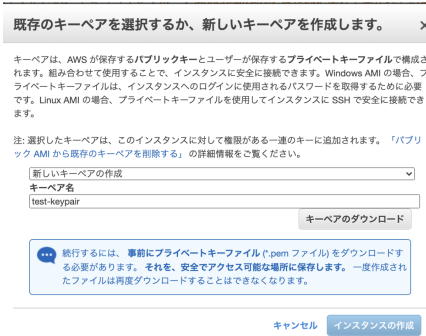 既存のキーペアを選択するか、新しいキーペアを作成します。 ×
キーペアは、AWS が保存するパブリックキーとユーザーが保存するプライベートキーファイルで構成さ
れます。組み合わせて使用することで、インスタンスに安全に接続できます。Windows AMI の場合、プ
ライベートキーファイルは、インスタンスへのログインに使用されるパスワードを取得するために必要
です。Linux AMI の場合、プライベートキーファイルを使用してインスタンスに SSH で安全に接続でき
ます。
注: 選択したキーペアは、このインスタンスに対して権限がある一連のキーに追加されます。「パブリ
ック AMI から既存のキーペアを削除する」 の詳細情報をご覧ください。
新しいキーペアの作成
キーペア名
test-keypair
キーペアのダウンロード
続行するには、 事前にプライベートキーファイル (*.pem ファイル) をダウンロードす
る必要があります。 それを、安全でアクセス可能な場所に保存します。 一度作成され
たファイルは再度ダウンロードすることはできなくなります。
キャンセル インスタンスの作成